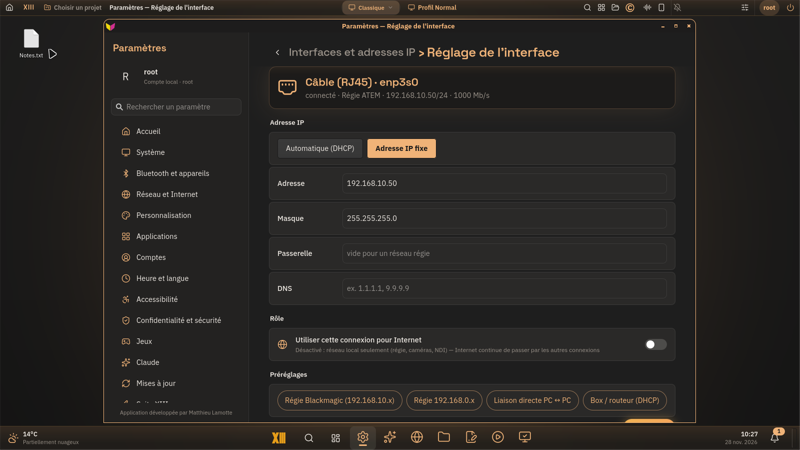 XIII
Choisir un projet
Paramètres — Réglage de l'interface
Classique
Profil Normal
root
Notes.txt
Paramètres — Réglage de l'interface
Paramètres
R
root
Compte local · root
Rechercher un paramètre
Accueil
Système
Bluetooth et appareils
Réseau et Internet
Personnalisation
Applications
Comptes
Heure et langue
Accessibilité
Confidentialité et sécurité
Jeux
Claude
Mises à jour
Application développée par Matthieu Lamotte
Interfaces et adresses IP > Réglage de l'interface
Câble (RJ45) · enp3s0
connecté · Régie ATEM · 192.168.10.50/24 · 1000 Mb/s
Adresse IP
Automatique (DHCP)
Adresse IP fixe
Adresse
192.168.10.50
Masque
255.255.255.0
Passerelle
vide pour un réseau régie
DNS
ex. 1.1.1.1, 9.9.9.9
Rôle
Utiliser cette connexion pour Internet
Désactivé : réseau local seulement (régie, caméras, NDI) — Internet continue de passer par les autres connexions
Préréglages
Régie Blackmagic (192.168.10.x)
Régie 192.168.0.x
Liaison directe PC ↔ PC
Box / routeur (DHCP)
14°C
Partiellement nuageux
XIII
10:27
28 nov. 2026
1